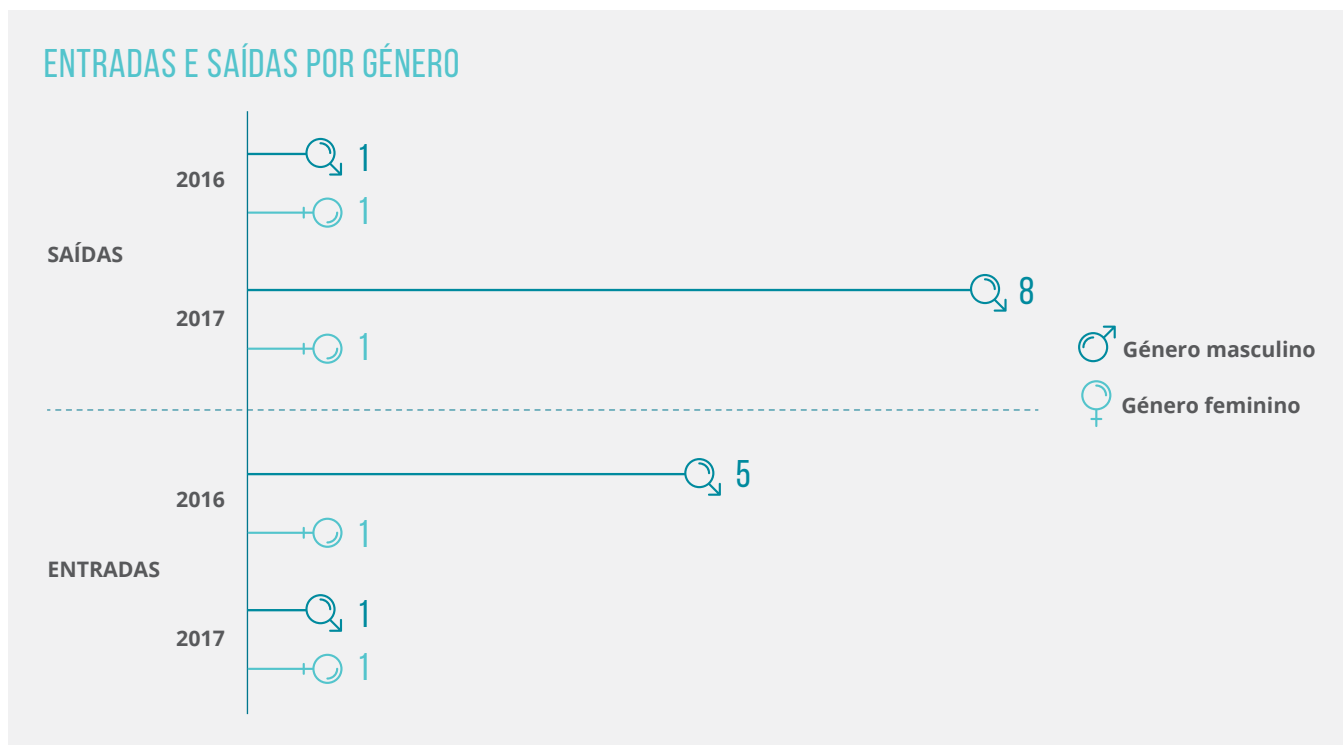 ENTRADAS E SAÍDAS POR GÉNERO
1
2016
1
SAÍDAS
8
2017
1
Género masculino
Género feminino
5
2016
1
ENTRADAS
1
2017
1